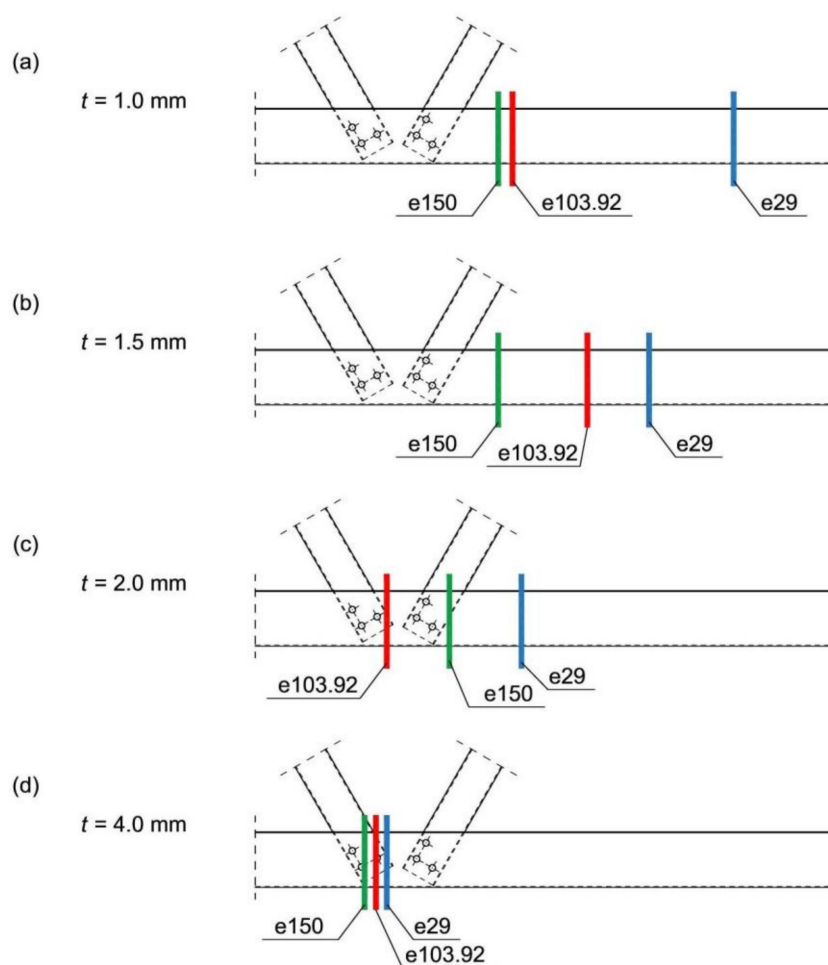 (a)
t = 1.0 mm
e150
e103.92
e29
(b)
t = 1.5 mm
e150
e103.92
e29
(c)
t = 2.0 mm
e103.92
e150
e29
(d)
t = 4.0 mm
e150
e29
e103.92